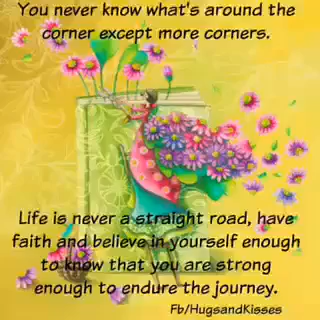 You never know what's around the
corner except more corners.
Life is never a straight road, have
faith and believe in yourself enough
to know that you are strong
enough to endure the journey.
Fb/HugsandKisses